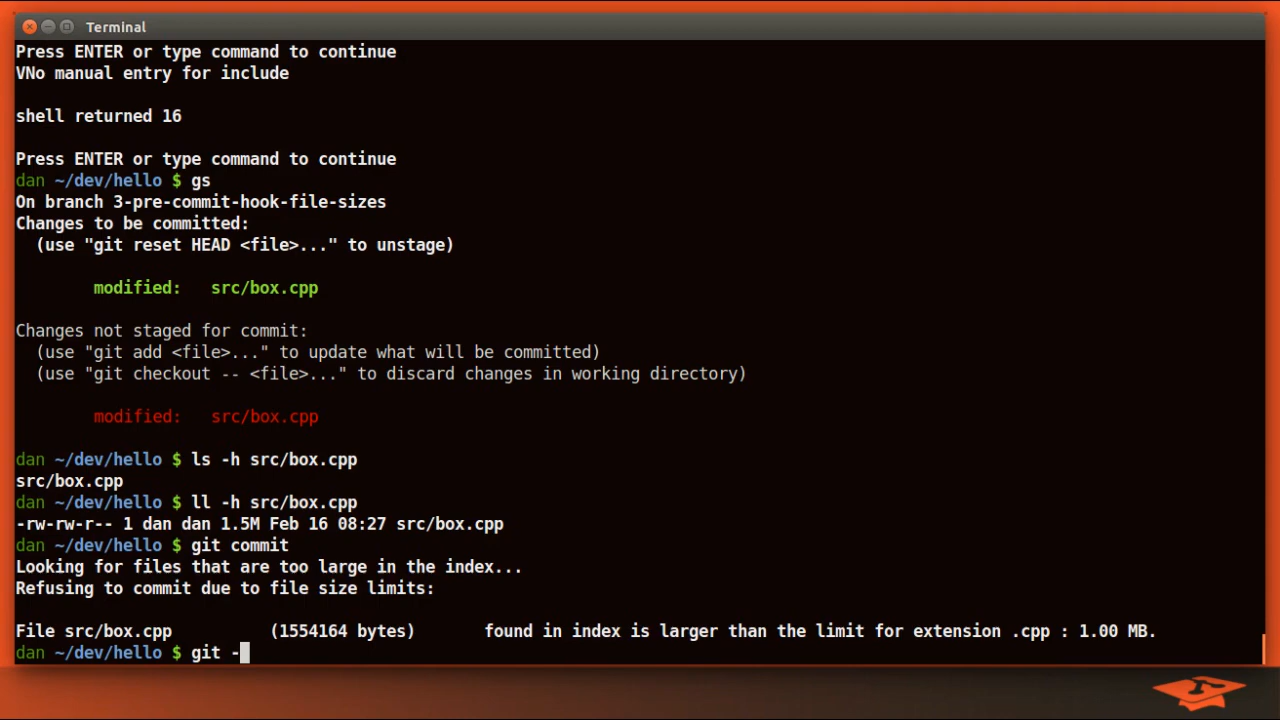 Terminal
Press ENTER or type command to continue
VNo manual entry for include
shell returned 16
Press ENTER or type command to continue
dan ~/dev/hello $ gs
On branch 3-pre-commit-hook-file-sizes
Changes to be committed:
  (use "git reset HEAD <file>..." to unstage)
        modified:   src/box.cpp
Changes not staged for commit:
  (use "git add <file>..." to update what will be committed)
  (use "git checkout -- <file>..." to discard changes in working directory)
        modified:   src/box.cpp
dan ~/dev/hello $ ls -h src/box.cpp
src/box.cpp
dan ~/dev/hello $ ll -h src/box.cpp
-rw-rw-r-- 1 dan dan 1.5M Feb 16 08:27 src/box.cpp
dan ~/dev/hello $ git commit
Looking for files that are too large in the index...
Refusing to commit due to file size limits:
File src/box.cpp          (1554164 bytes)       found in index is larger than the limit for extension .cpp : 1.00 MB.
dan ~/dev/hello $ git -